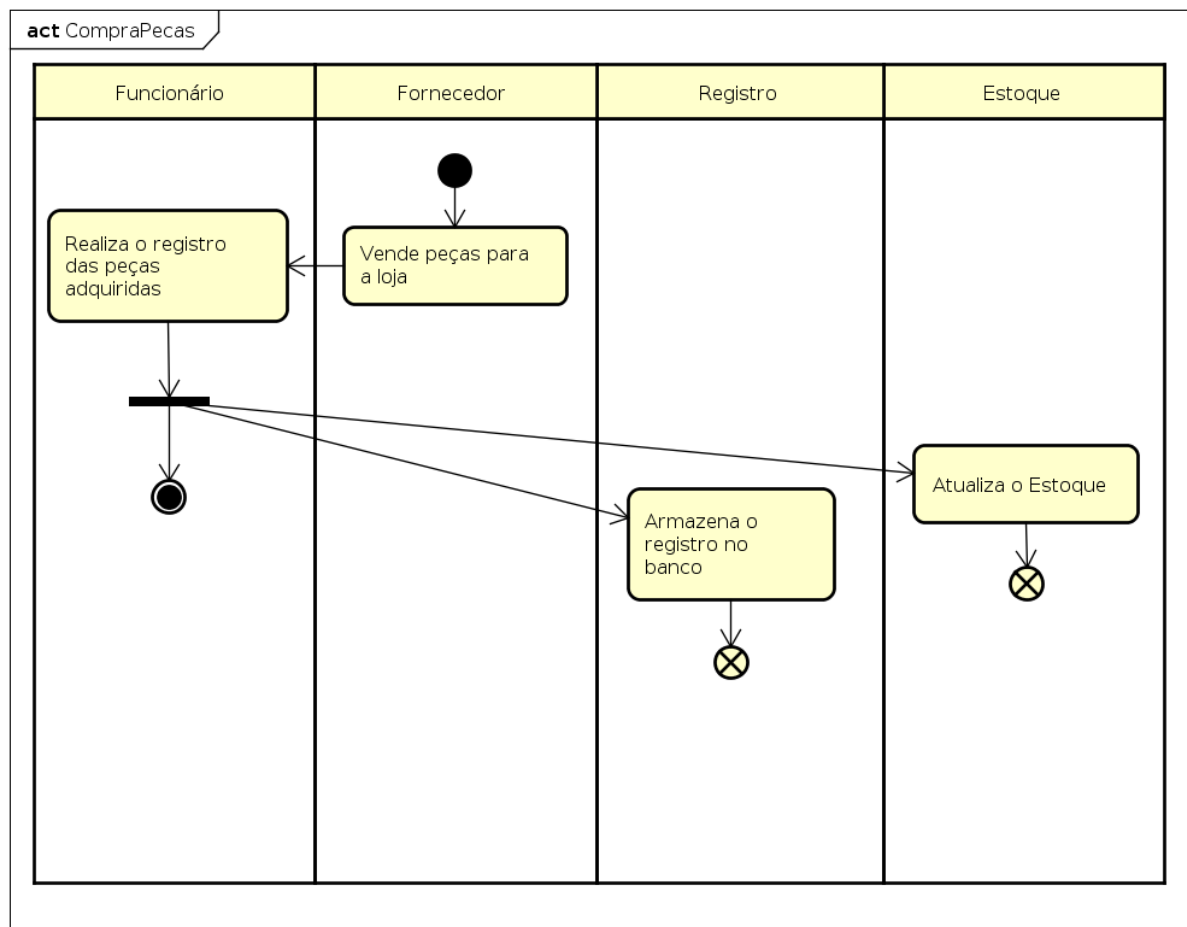 act CompraPecas
Funcionário
Fornecedor
Registro
Estoque
Realiza o registro
das peças
adquiridas
Vende peças para
a loja
Atualiza o Estoque
Armazena o
registro no
banco